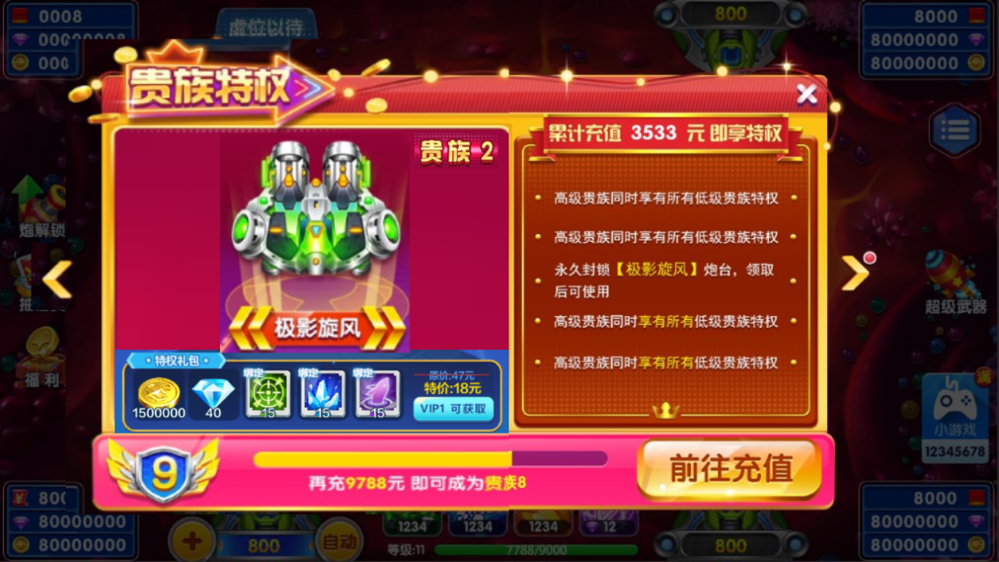 0008
8000
虚位以待
800
80000000
80000000
贵族特权
贵族 2
累计充值 3533 元 即享特权
高级贵族同时享有所有低级贵族特权
高级贵族同时享有所有低级贵族特权
永久封锁【极影旋风】炮台，领取
后可使用
高级贵族同时享有所有低级贵族特权
高级贵族同时享有所有低级贵族特权
炮解锁
福利
超级武器
满
小游戏
12345678
极影旋风
特权礼包
绑定
绑定
绑定
1500000
40
15
15
15
原价:47元
特价:18元
VIP1 可获取
9
再充9788元 即可成为贵族8
前往充值
80000000
80000000
800
自动
1234
1234
1234
12
等级:11
7788/9000
800
8000
80000000
80000000